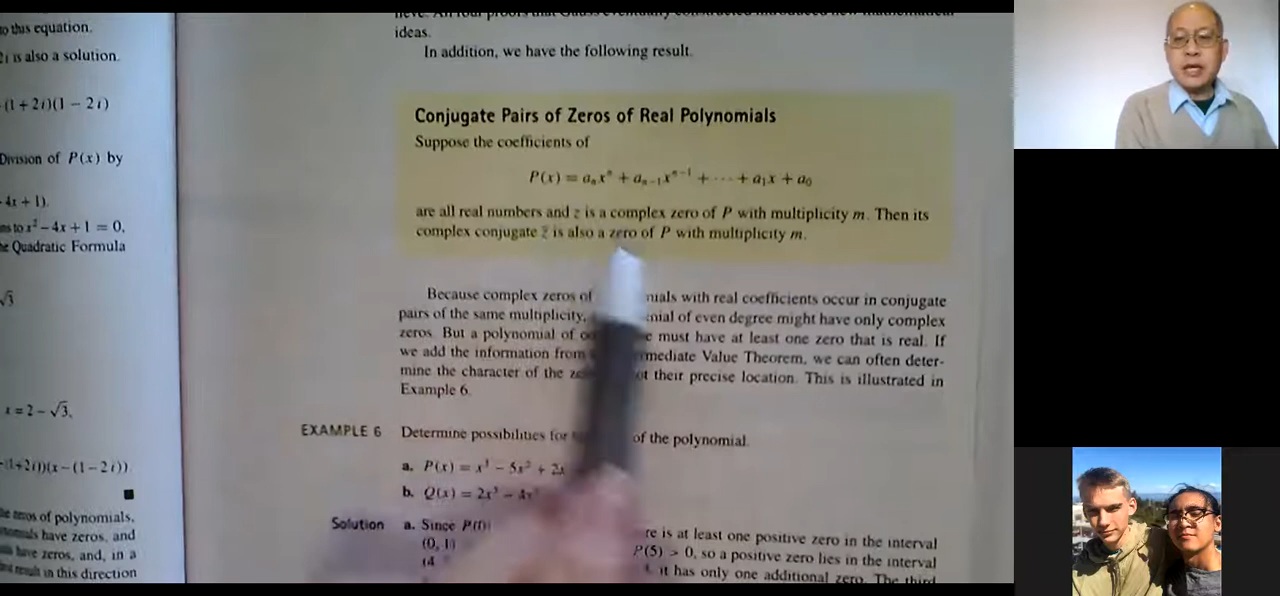 to this equation.
2i is also a solution.
(1+2i)(1 − 2i)
Division of P(x) by
4x + 1).
to x² − 4x + 1 = 0,
Quadratic Formula
√3
x = 2 − √3,
(1+2i))(x − (1 − 2i))
zeros of polynomials,
have zeros, and
have zeros, and, in a
result in this direction
ideas.
In addition, we have the following result.
Conjugate Pairs of Zeros of Real Polynomials
Suppose the coefficients of
P(x) = aₙxⁿ + aₙ₋₁xⁿ⁻¹ + ··· + a₁x + a₀
are all real numbers and z is a complex zero of P with multiplicity m. Then its
complex conjugate z̄ is also a zero of P with multiplicity m.
Because complex zeros of nials with real coefficients occur in conjugate
pairs of the same multiplicity, mial of even degree might have only complex
zeros. But a polynomial of must have at least one zero that is real. If
we add the information from mediate Value Theorem, we can often deter-
mine the character of the ot their precise location. This is illustrated in
Example 6.
EXAMPLE 6 Determine possibilities for of the polynomial.
a. P(x) = x³ − 5x² + 2x
b. Q(x) = 2x³ − 4x
Solution a. Since P(0) re is at least one positive zero in the interval
(0, 1) P(5) > 0, so a positive zero lies in the interval
it has only one additional zero. The third